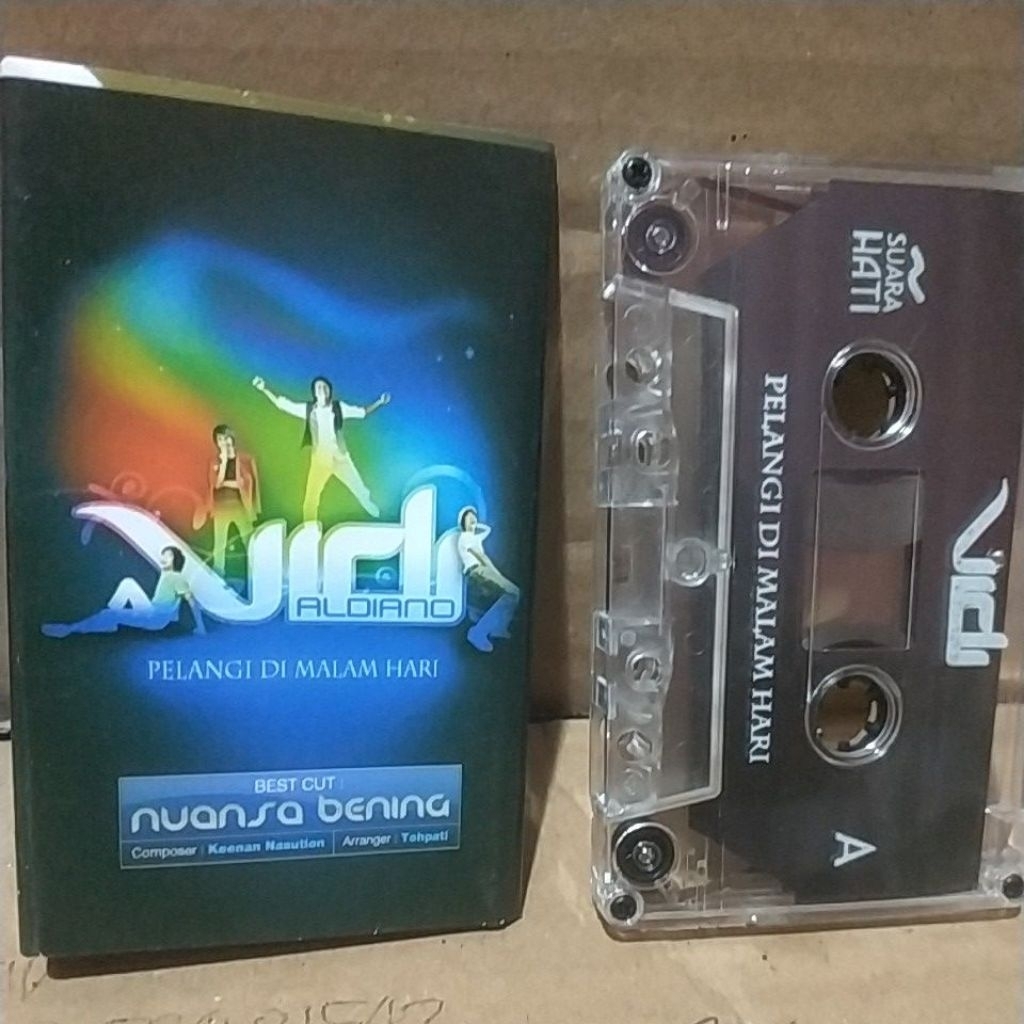 VIDI
ALDIANO
PELANGI DI MALAM HARI
BEST CUT :
nuansa bening
Composer : Keenan Nasution Arranger : Tohpati
SUARA
HATI
PELANGI DI MALAM HARI
VIDI
A